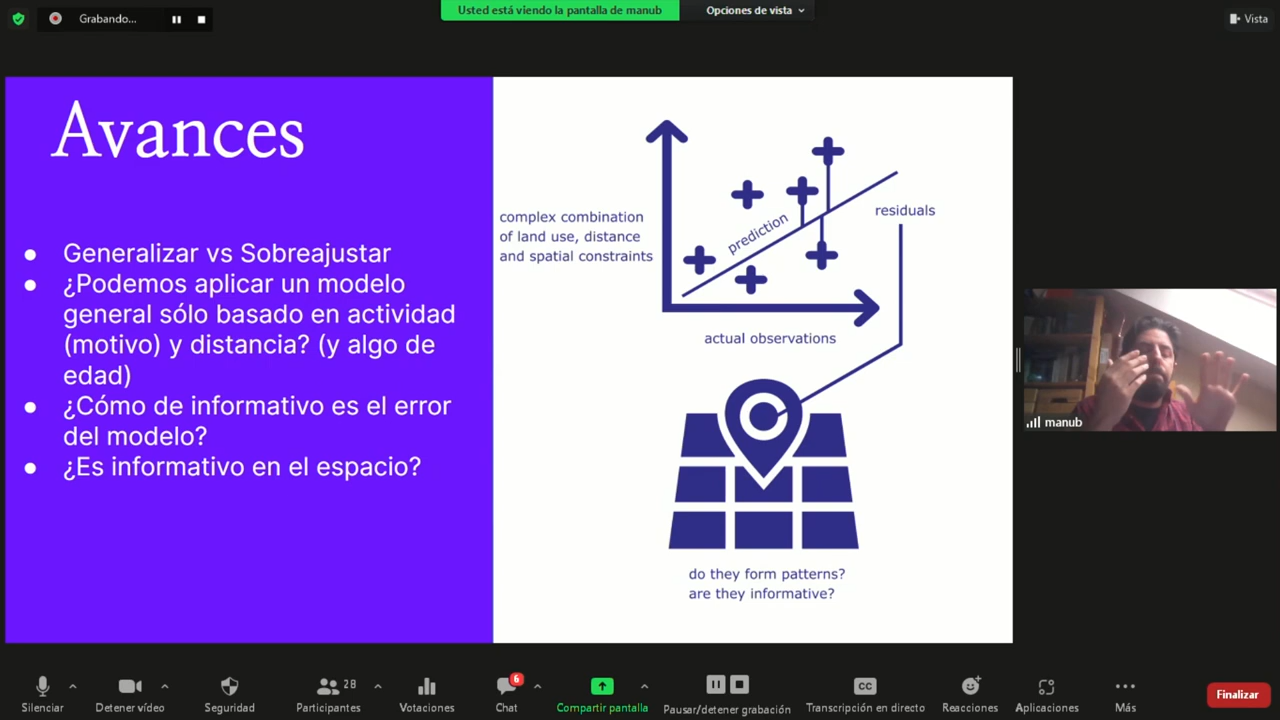 Grabando...
Usted está viendo la pantalla de manub
Opciones de vista
Vista
Avances
● Generalizar vs Sobreajustar
● ¿Podemos aplicar un modelo
general sólo basado en actividad
(motivo) y distancia? (y algo de
edad)
● ¿Cómo de informativo es el error
del modelo?
● ¿Es informativo en el espacio?
complex combination
of land use, distance
and spatial constraints
prediction
residuals
actual observations
do they form patterns?
are they informative?
manub
Silenciar
Detener vídeo
Seguridad
28
Participantes
Votaciones
6
Chat
Compartir pantalla
Pausar/detener grabación
CC
Transcripción en directo
Reacciones
Aplicaciones
Más
Finalizar